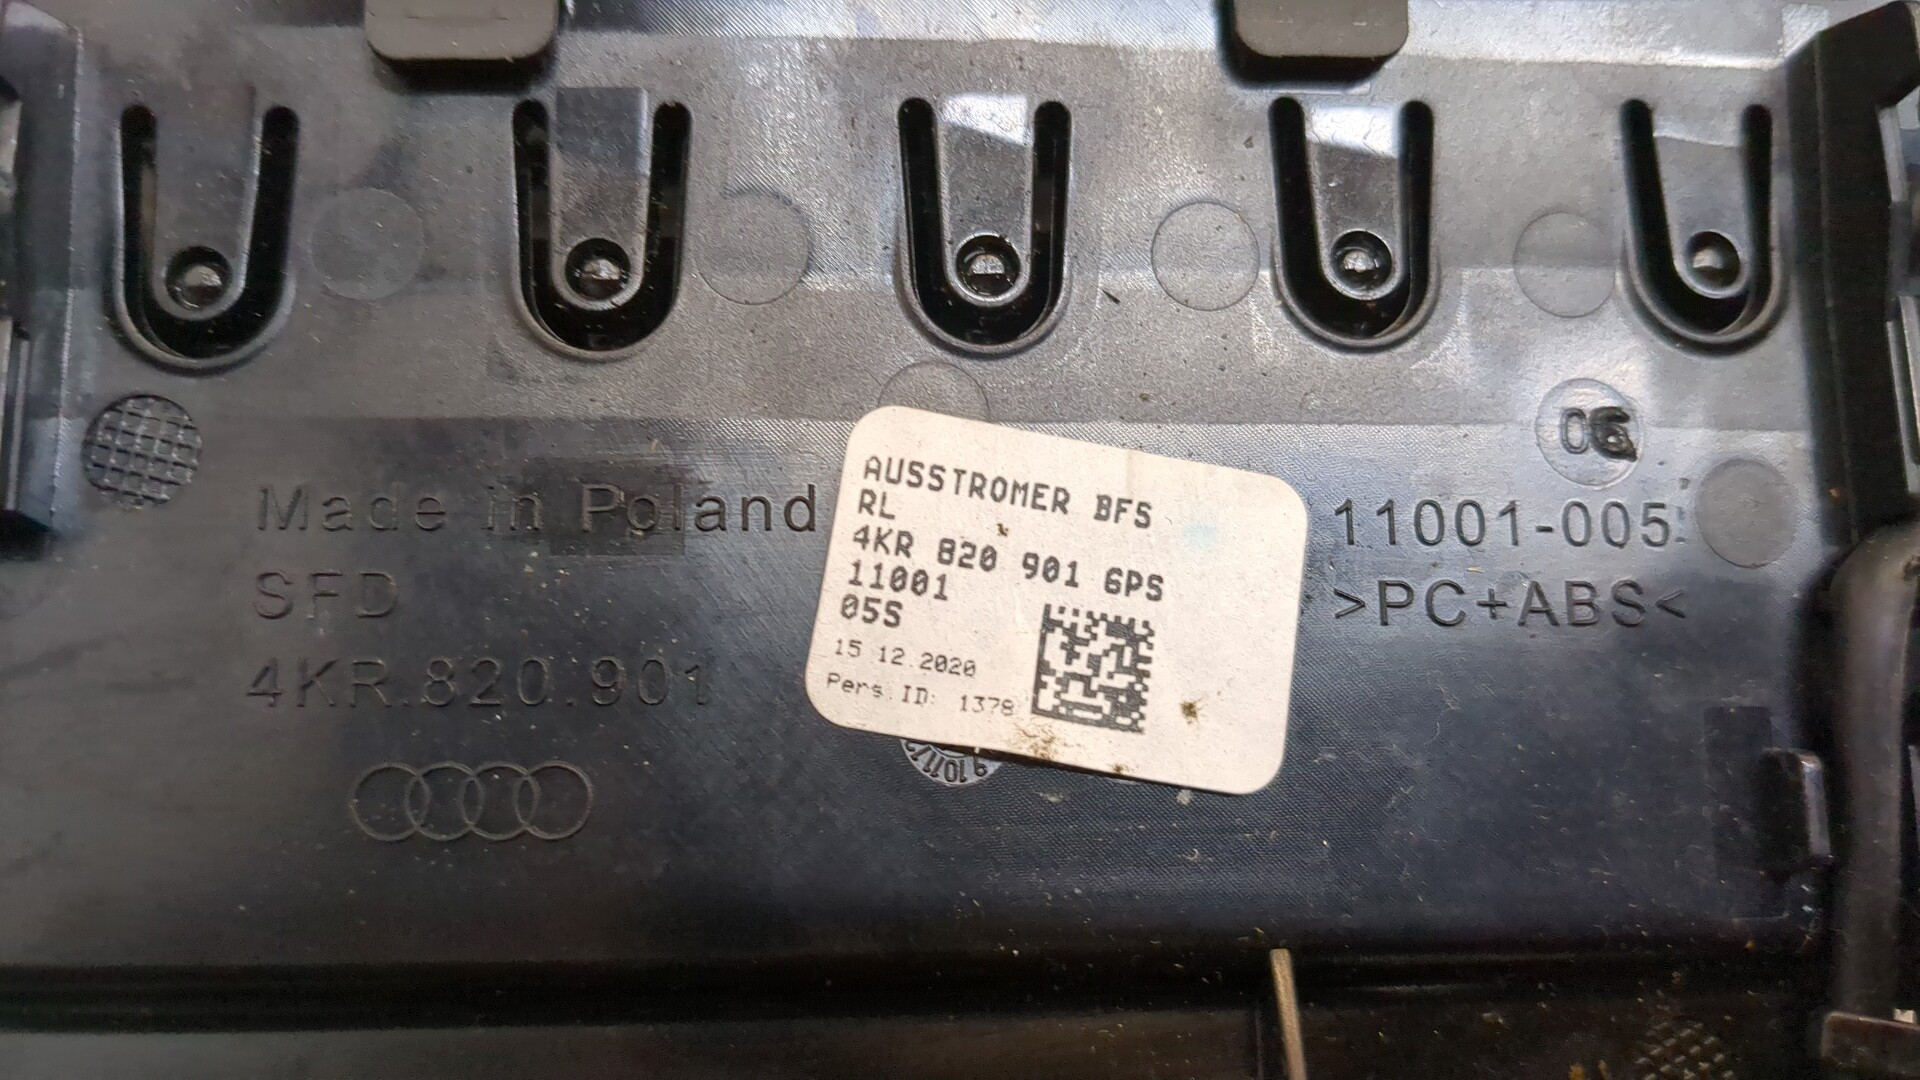 06
Made in Poland
SFD
4KR.820.901
AUSSTROMER BFS
RL
4KR 820 901 6PS
11001
05S
15.12.2020
Pers.ID: 1378
11001-005
>PC+ABS<